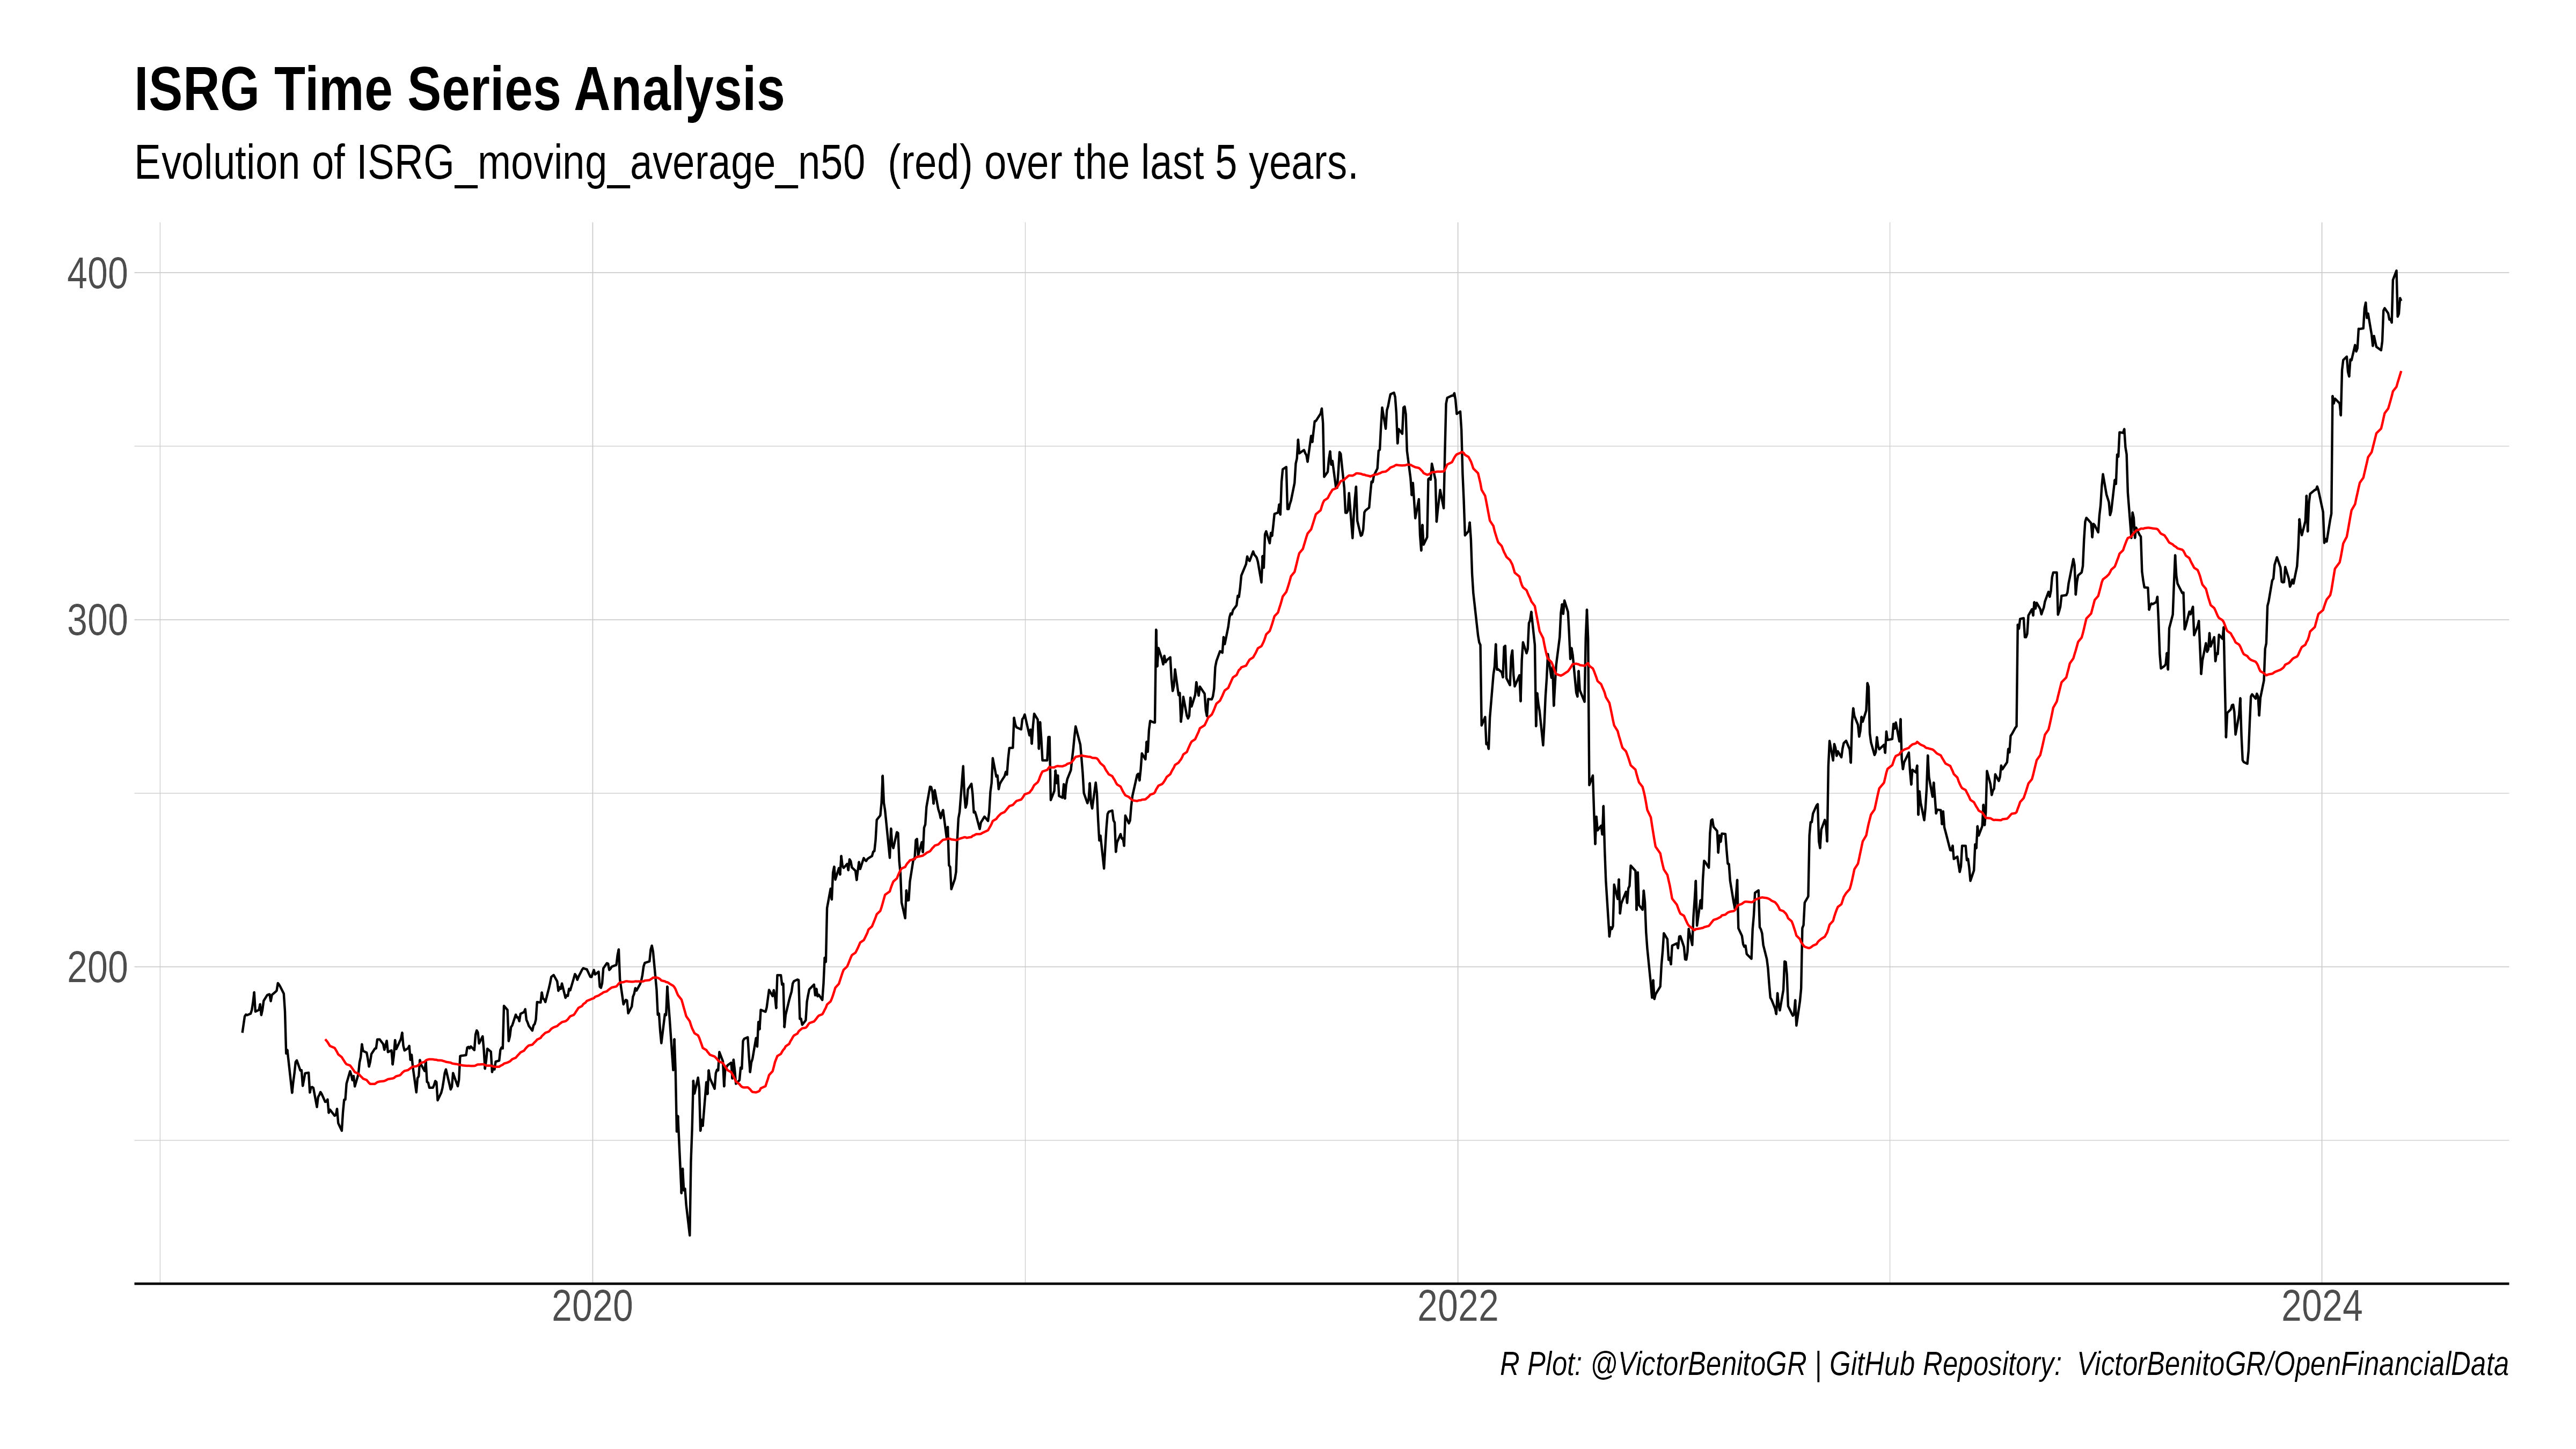 ISRG Time Series Analysis
Evolution of ISRG_moving_average_n50  (red) over the last 5 years.
400
300
200
2020 2022 2024
R Plot: @VictorBenitoGR | GitHub Repository:  VictorBenitoGR/OpenFinancialData